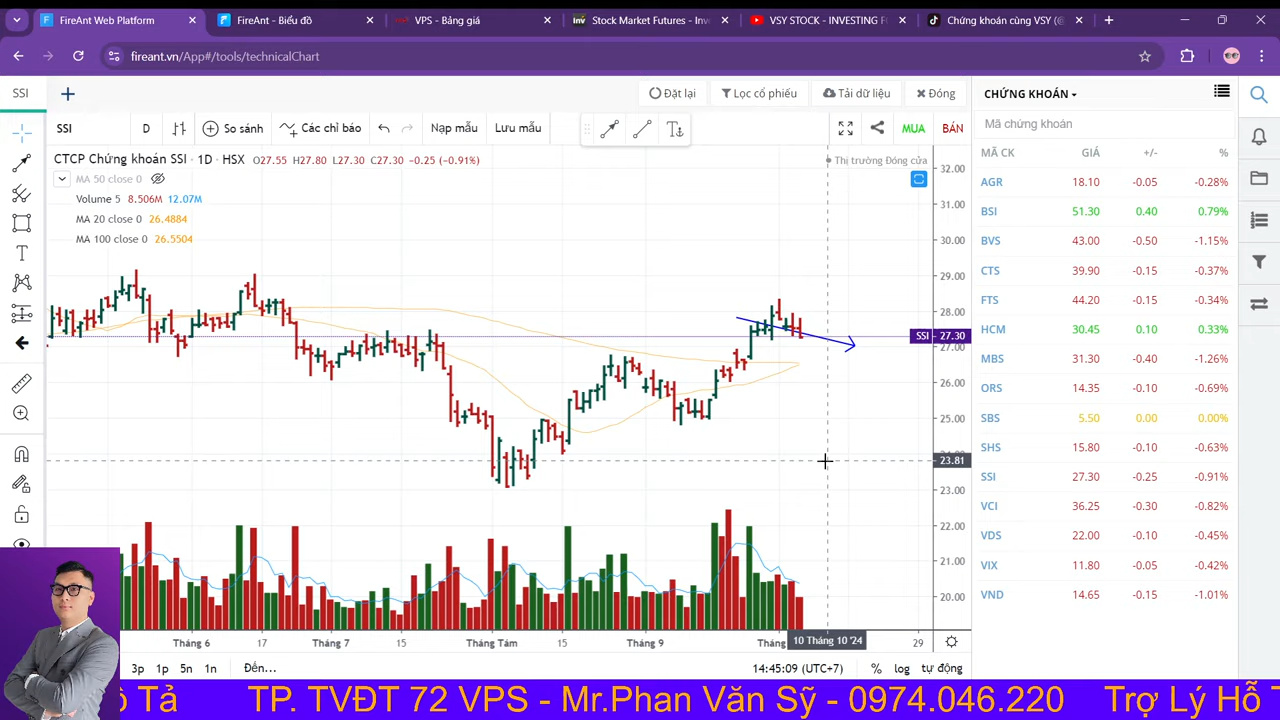 FireAnt Web Platform
FireAnt - Biểu đồ
VPS - Bảng giá
Stock Market Futures - Inv
VSY STOCK - INVESTING F
Chứng khoán cùng VSY (@
fireant.vn/App#/tools/technicalChart
SSI
Đặt lại
Lọc cổ phiếu
Tải dữ liệu
Đóng
SSI
D
So sánh
Các chỉ báo
Nạp mẫu
Lưu mẫu
MUA
BÁN
CTCP Chứng khoán SSI · 1D · HSX O27.55 H27.80 L27.30 C27.30 -0.25 (-0.91%)
Thị trường Đóng cửa
MA 50 close 0
Volume 5 8.506M 12.07M
MA 20 close 0 26.4884
MA 100 close 0 26.5504
32.00
31.00
30.00
29.00
28.00
SSI 27.30
27.00
26.00
25.00
23.81
23.00
22.00
21.00
20.00
Tháng 6
17
Tháng 7
15
Tháng Tám
15
Tháng 9
Tháng
10 Tháng 10 '24
29
3p
1p
5n
1n
Đến...
14:45:09 (UTC+7)
%
log
tự động
CHỨNG KHOÁN
Mã chứng khoán
MÃ CK GIÁ +/- %
AGR 18.10 -0.05 -0.28%
BSI 51.30 0.40 0.79%
BVS 43.00 -0.50 -1.15%
CTS 39.90 -0.15 -0.37%
FTS 44.20 -0.15 -0.34%
HCM 30.45 0.10 0.33%
MBS 31.30 -0.40 -1.26%
ORS 14.35 -0.10 -0.69%
SBS 5.50 0.00 0.00%
SHS 15.80 -0.10 -0.63%
SSI 27.30 -0.25 -0.91%
VCI 36.25 -0.30 -0.82%
VDS 22.00 -0.10 -0.45%
VIX 11.80 -0.05 -0.42%
VND 14.65 -0.15 -1.01%
Tả TP. TVĐT 72 VPS - Mr.Phan Văn Sỹ - 0974.046.220 Trợ Lý Hỗ